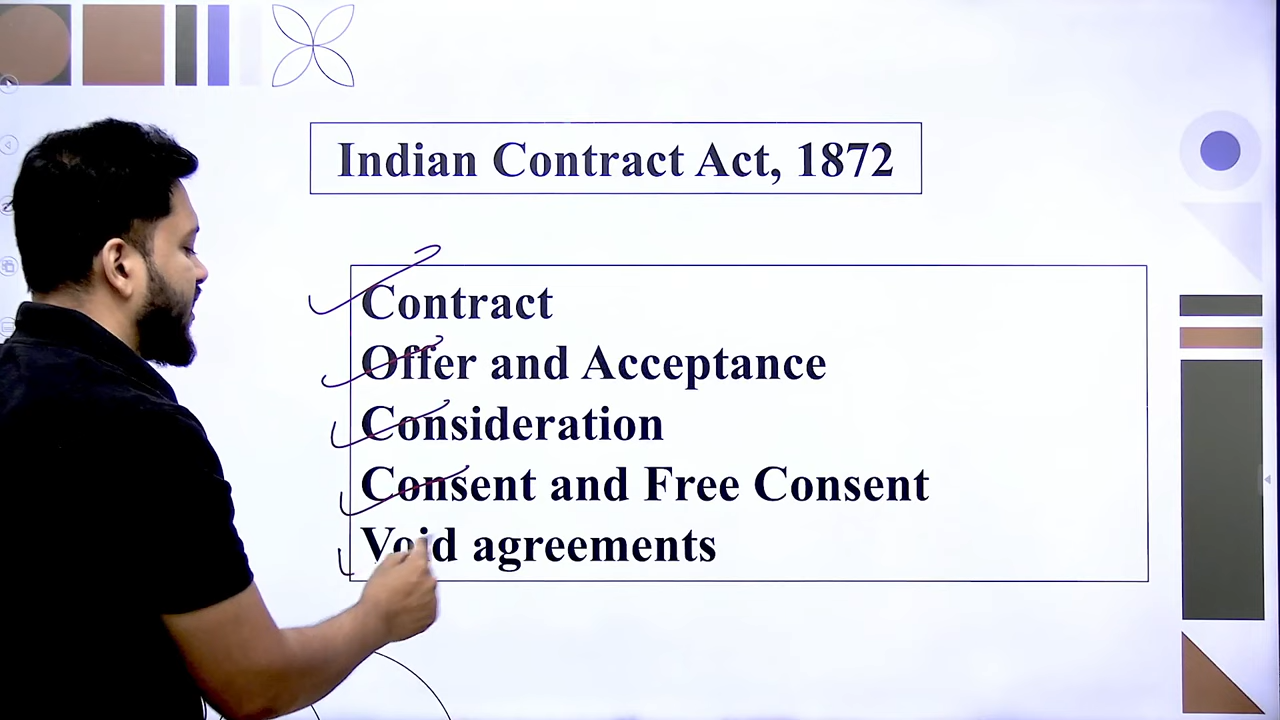 Indian Contract Act, 1872
Contract
Offer and Acceptance
Consideration
Consent and Free Consent
Void agreements